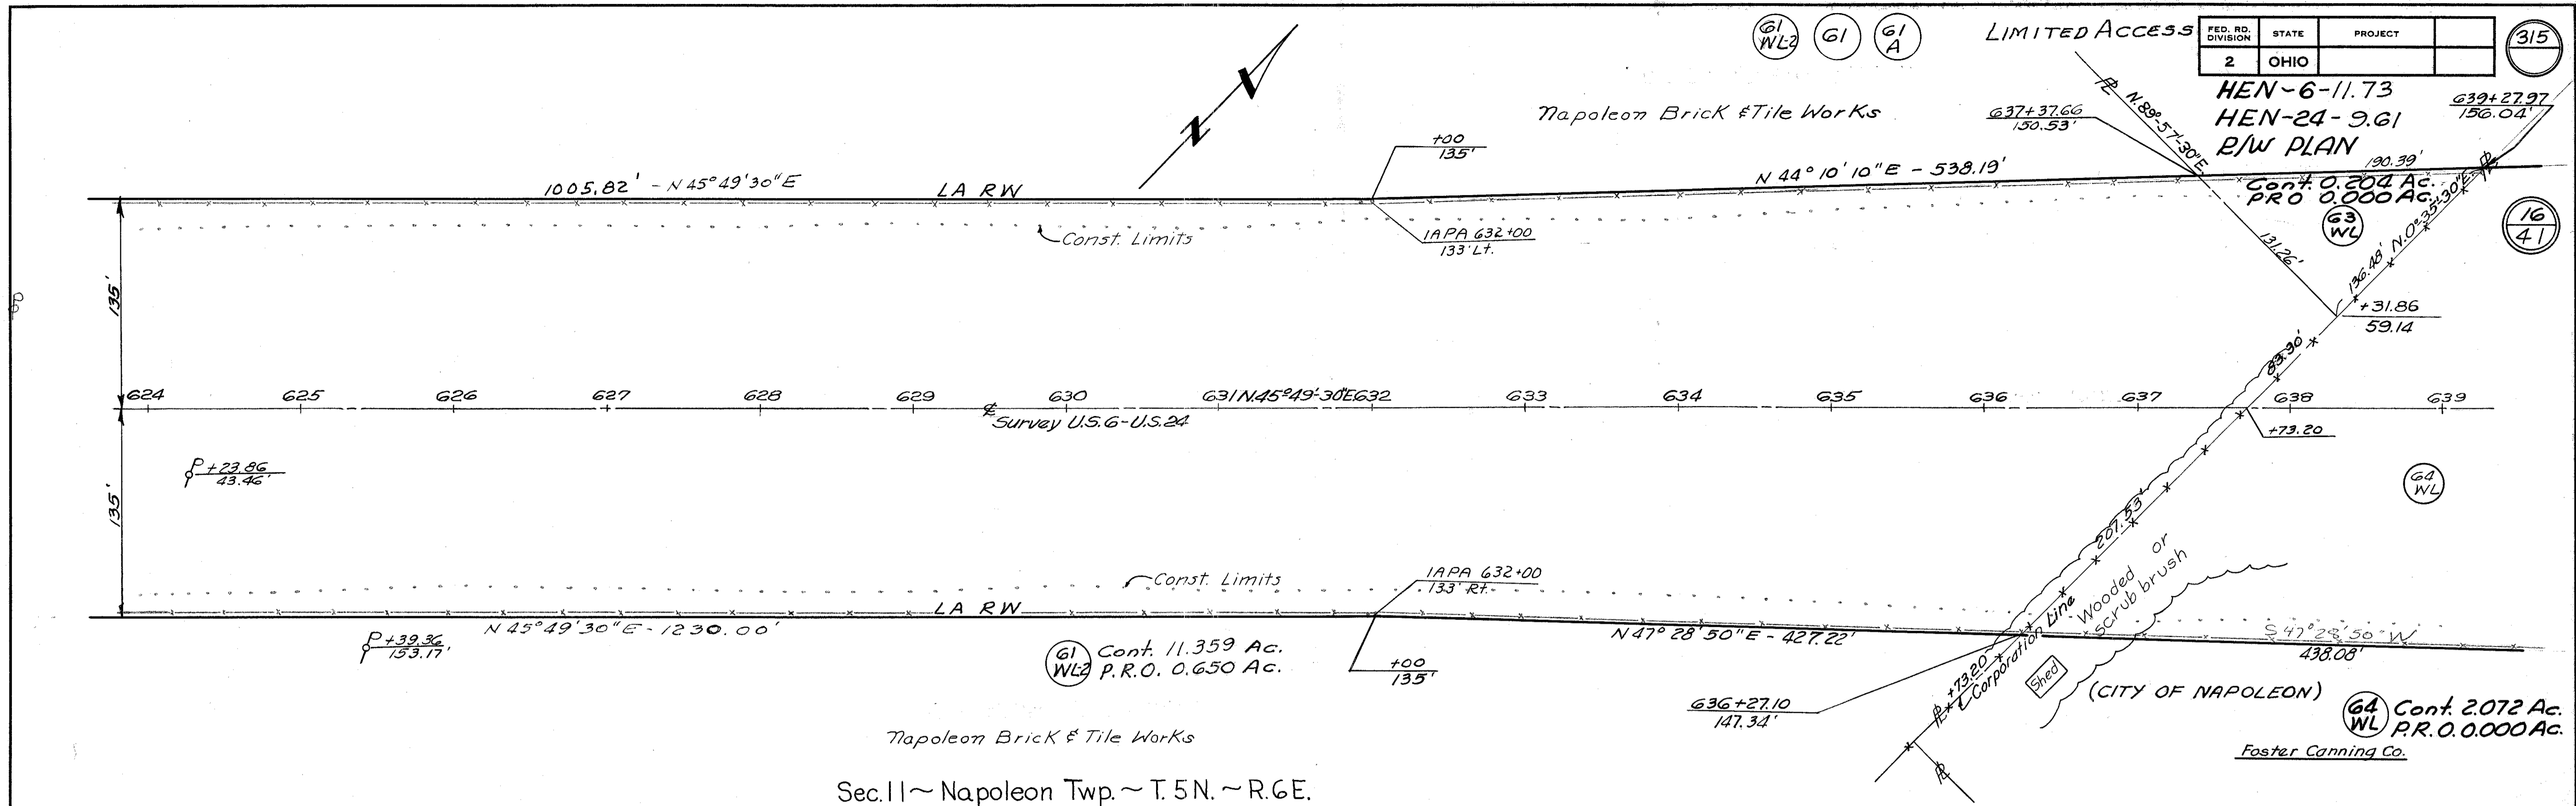 61 WL-2
61
61 A
LIMITED ACCESS
FED. RD. DIVISION STATE PROJECT
2 OHIO
315
HEN-6-11.73
HEN-24-9.61
R/W PLAN
639+27.97
156.04'
Napoleon Brick & Tile Works
637+37.66
150.53'
N.89°-57'-30"E
+00
135'
190.39'
1005.82' - N 45°49'30"E
LA RW
N 44°10'10"E - 538.19'
Cont. 0.204 Ac.
PRO 0.000 AC.
63 WL
16
41
Const. Limits
IAPA 632+00
133' Lt.
131.26'
136.48' N.0°-35'-30"E
+31.86
59.14
135'
83.30'
624 625 626 627 628 629 630 631 N.45°49'-30"E 632 633 634 635 636 637 638 639
℄ Survey U.S.6-U.S.24
+73.20
P +23.86
43.46'
64 WL
135'
207.53'
Const. Limits
IAPA 632+00
133' Rt.
Wooded or
scrub brush
LA RW
N 45°49'30"E - 1230.00'
N 47°28'50"E - 427.22'
S 47°28'50" W
438.08'
P +39.36
153.17'
61 WL-2 Cont. 11.359 Ac.
P.R.O. 0.650 Ac.
+00
135'
+73.20
Corporation Line
Shed
636+27.10
147.34'
(CITY OF NAPOLEON)
64 WL Cont. 2.072 Ac.
P.R.O. 0.000 Ac.
Foster Canning Co.
Napoleon Brick & Tile Works
Sec.11~ Napoleon Twp.~ T.5N.~ R.6E.